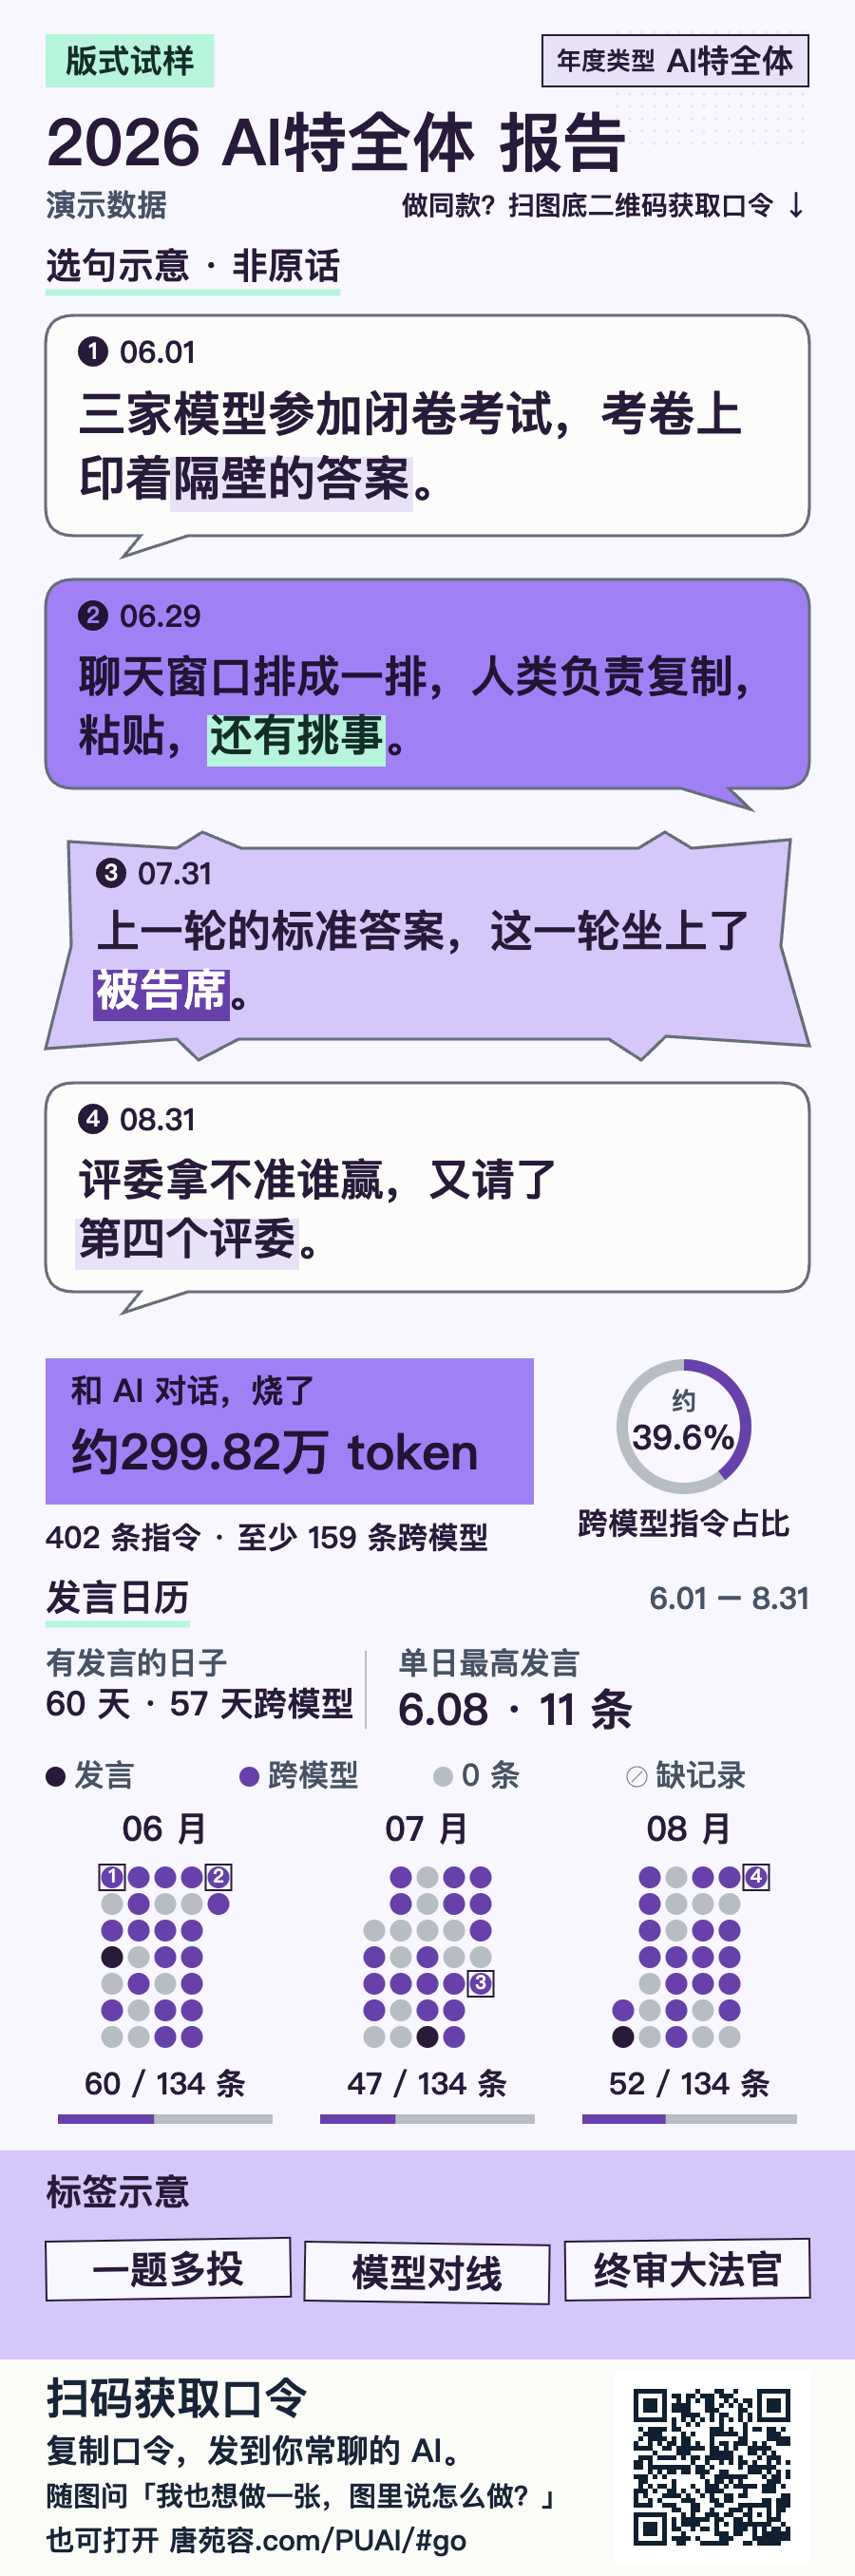 版式试样
年度类型 AI特全体
2026 AI特全体 报告
演示数据
做同款？扫图底二维码获取口令 ↓
选句示意 · 非原话
1 06.01
三家模型参加闭卷考试，考卷上
印着隔壁的答案。
2 06.29
聊天窗口排成一排，人类负责复制，
粘贴，还有挑事。
3 07.31
上一轮的标准答案，这一轮坐上了
被告席。
4 08.31
评委拿不准谁赢，又请了
第四个评委。
和 AI 对话，烧了
约299.82万 token
402 条指令 · 至少 159 条跨模型
约
39.6%
跨模型指令占比
发言日历
6.01 — 8.31
有发言的日子
60 天 · 57 天跨模型
单日最高发言
6.08 · 11 条
发言 跨模型 0 条 缺记录
06 月 07 月 08 月
1 2 4
3
60 / 134 条 47 / 134 条 52 / 134 条
标签示意
一题多投 模型对线 终审大法官
扫码获取口令
复制口令，发到你常聊的 AI。
随图问「我也想做一张，图里说怎么做？」
也可打开 唐苑容.com/PUAI/#go